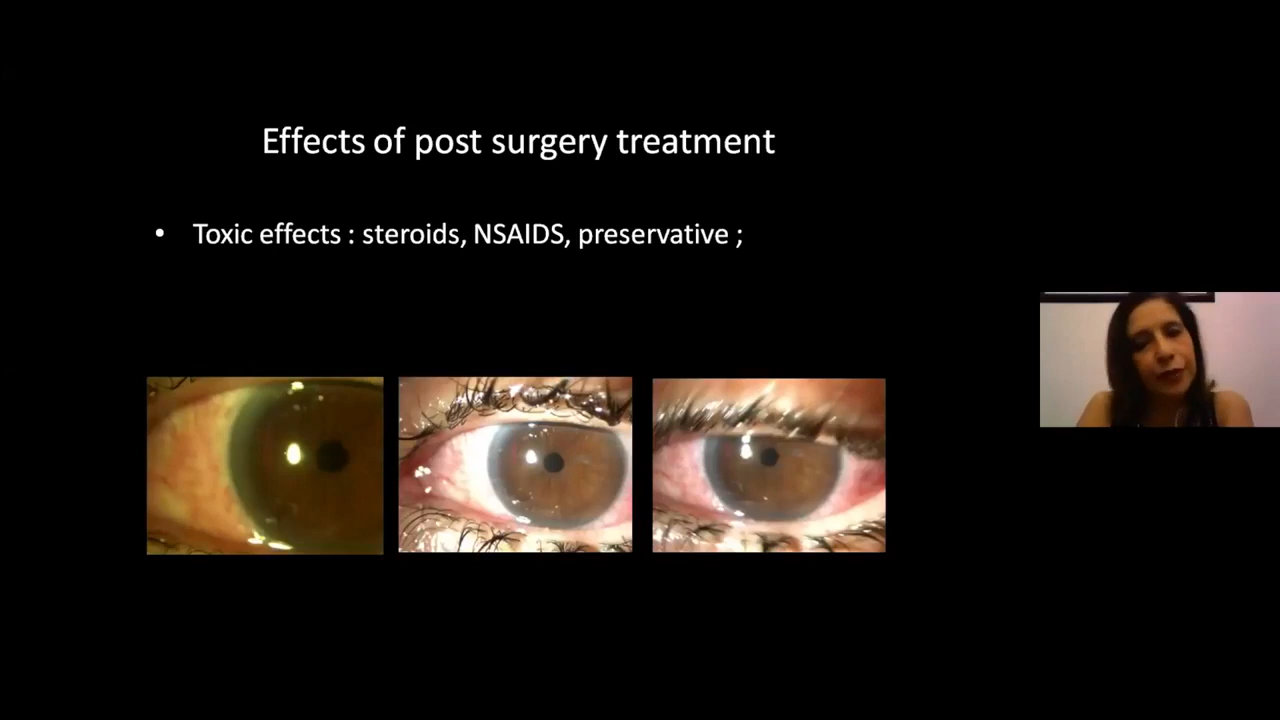 Effects of post surgery treatment
• Toxic effects : steroids, NSAIDS, preservative ;